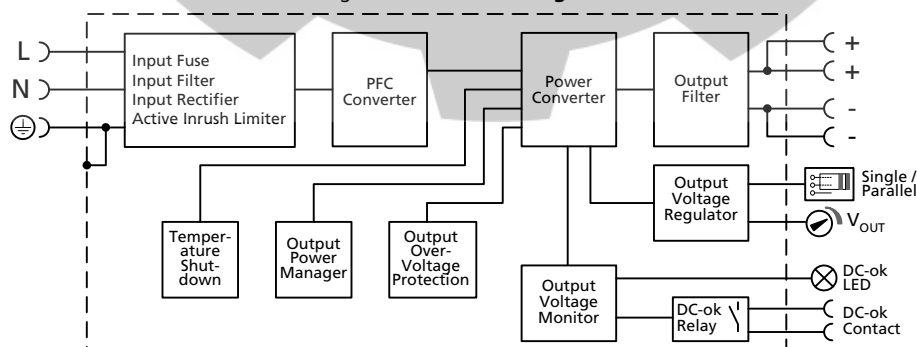 L
N
Input Fuse
Input Filter
Input Rectifier
Active Inrush Limiter
PFC
Converter
Power
Converter
Output
Filter
+
+
-
-
Output
Voltage
Regulator
Single /
Parallel
VOUT
Temper-
ature
Shut-
down
Output
Power
Manager
Output
Over-
Voltage
Protection
Output
Voltage
Monitor
DC-ok
Relay
DC-ok
LED
DC-ok
Contact